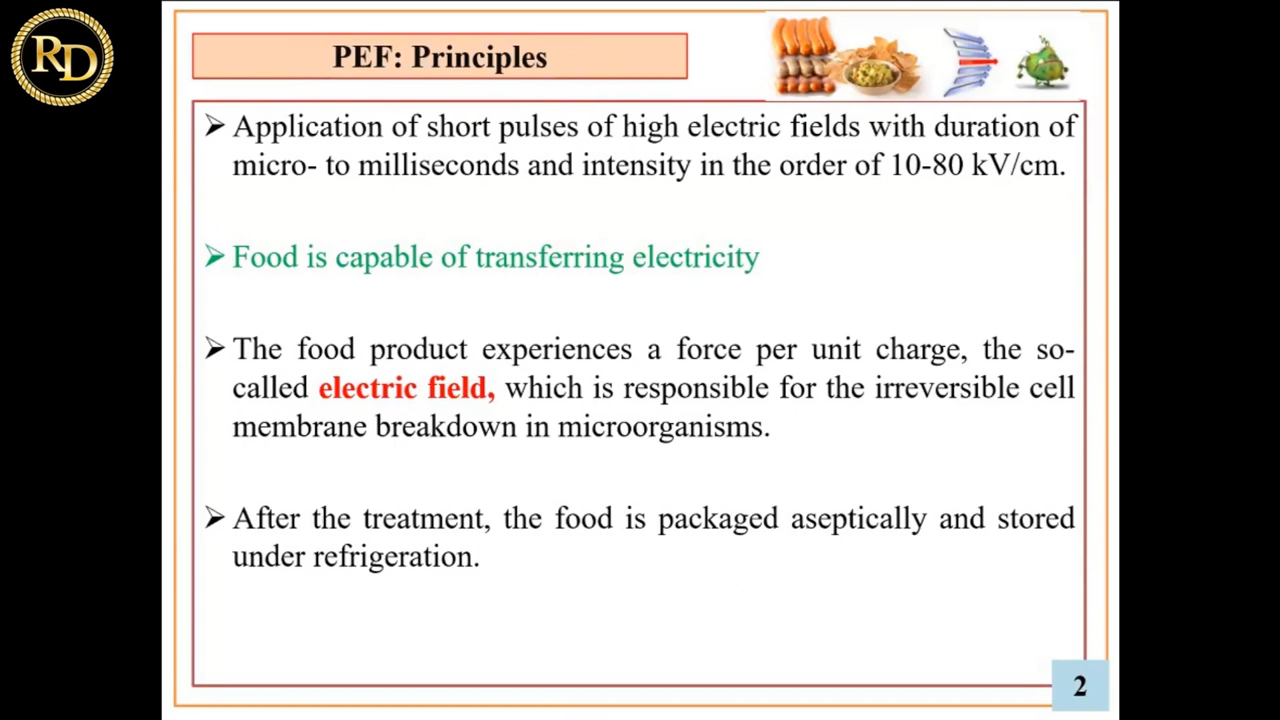 RD
PEF: Principles
➢ Application of short pulses of high electric fields with duration of
micro- to milliseconds and intensity in the order of 10-80 kV/cm.
➢ Food is capable of transferring electricity
➢ The food product experiences a force per unit charge, the so-
called electric field, which is responsible for the irreversible cell
membrane breakdown in microorganisms.
➢ After the treatment, the food is packaged aseptically and stored
under refrigeration.
2